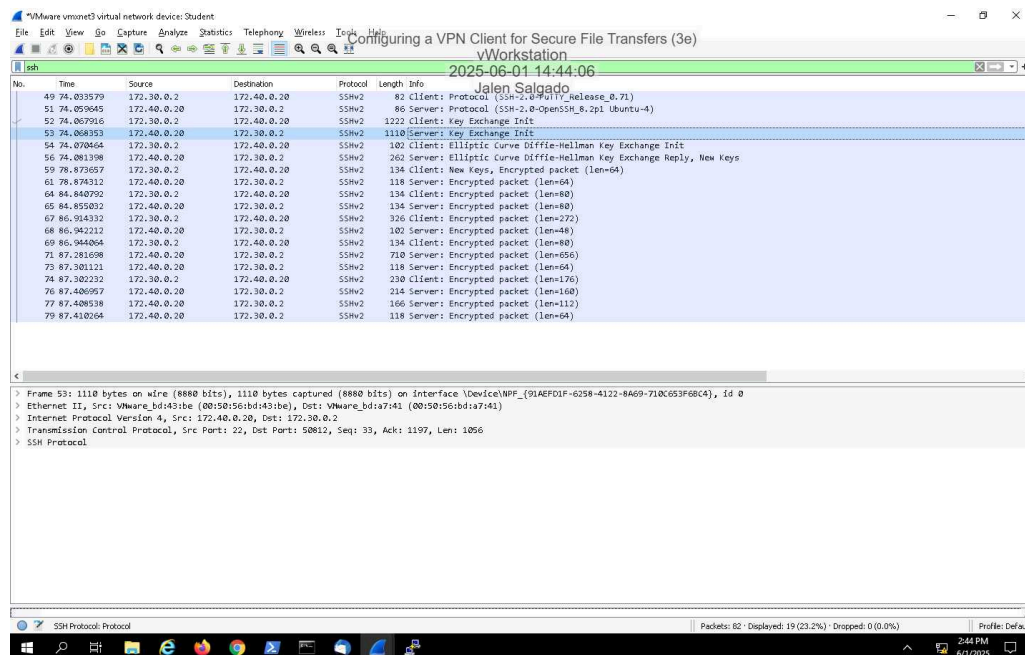 *VMware vmxnet3 virtual network device: Student
File Edit View Go Capture Analyze Statistics Telephony Wireless Tools Help
Configuring a VPN Client for Secure File Transfers (3e)
vWorkstation
2025-06-01 14:44:06
Jalen Salgado
ssh
No. Time Source Destination Protocol Length Info
49 74.033579 172.30.0.2 172.40.0.20 SSHv2 82 Client: Protocol (SSH-2.0-PuTTY_Release_0.71)
51 74.059645 172.40.0.20 172.30.0.2 SSHv2 86 Server: Protocol (SSH-2.0-OpenSSH_8.2p1 Ubuntu-4)
52 74.067916 172.30.0.2 172.40.0.20 SSHv2 1222 Client: Key Exchange Init
53 74.068353 172.40.0.20 172.30.0.2 SSHv2 1110 Server: Key Exchange Init
54 74.070464 172.30.0.2 172.40.0.20 SSHv2 102 Client: Elliptic Curve Diffie-Hellman Key Exchange Init
56 74.081398 172.40.0.20 172.30.0.2 SSHv2 262 Server: Elliptic Curve Diffie-Hellman Key Exchange Reply, New Keys
59 78.873657 172.30.0.2 172.40.0.20 SSHv2 134 Client: New Keys, Encrypted packet (len=64)
61 78.874312 172.40.0.20 172.30.0.2 SSHv2 118 Server: Encrypted packet (len=64)
64 84.840792 172.30.0.2 172.40.0.20 SSHv2 134 Client: Encrypted packet (len=80)
65 84.855032 172.40.0.20 172.30.0.2 SSHv2 134 Server: Encrypted packet (len=80)
67 86.914332 172.30.0.2 172.40.0.20 SSHv2 326 Client: Encrypted packet (len=272)
68 86.942212 172.40.0.20 172.30.0.2 SSHv2 102 Server: Encrypted packet (len=48)
69 86.944064 172.30.0.2 172.40.0.20 SSHv2 134 Client: Encrypted packet (len=80)
71 87.281698 172.40.0.20 172.30.0.2 SSHv2 710 Server: Encrypted packet (len=656)
73 87.301121 172.40.0.20 172.30.0.2 SSHv2 118 Server: Encrypted packet (len=64)
74 87.302232 172.30.0.2 172.40.0.20 SSHv2 230 Client: Encrypted packet (len=176)
76 87.406957 172.40.0.20 172.30.0.2 SSHv2 214 Server: Encrypted packet (len=160)
77 87.408538 172.40.0.20 172.30.0.2 SSHv2 166 Server: Encrypted packet (len=112)
79 87.410264 172.40.0.20 172.30.0.2 SSHv2 118 Server: Encrypted packet (len=64)
> Frame 53: 1110 bytes on wire (8880 bits), 1110 bytes captured (8880 bits) on interface \Device\NPF_{91AEFD1F-6258-4122-8A69-710C653F6BC4}, id 0
> Ethernet II, Src: VMware_bd:43:be (00:50:56:bd:43:be), Dst: VMware_bd:a7:41 (00:50:56:bd:a7:41)
> Internet Protocol Version 4, Src: 172.40.0.20, Dst: 172.30.0.2
> Transmission Control Protocol, Src Port: 22, Dst Port: 50812, Seq: 33, Ack: 1197, Len: 1056
> SSH Protocol
SSH Protocol: Protocol
Packets: 82 · Displayed: 19 (23.2%) · Dropped: 0 (0.0%)
Profile: Defau
2:44 PM
6/1/2025